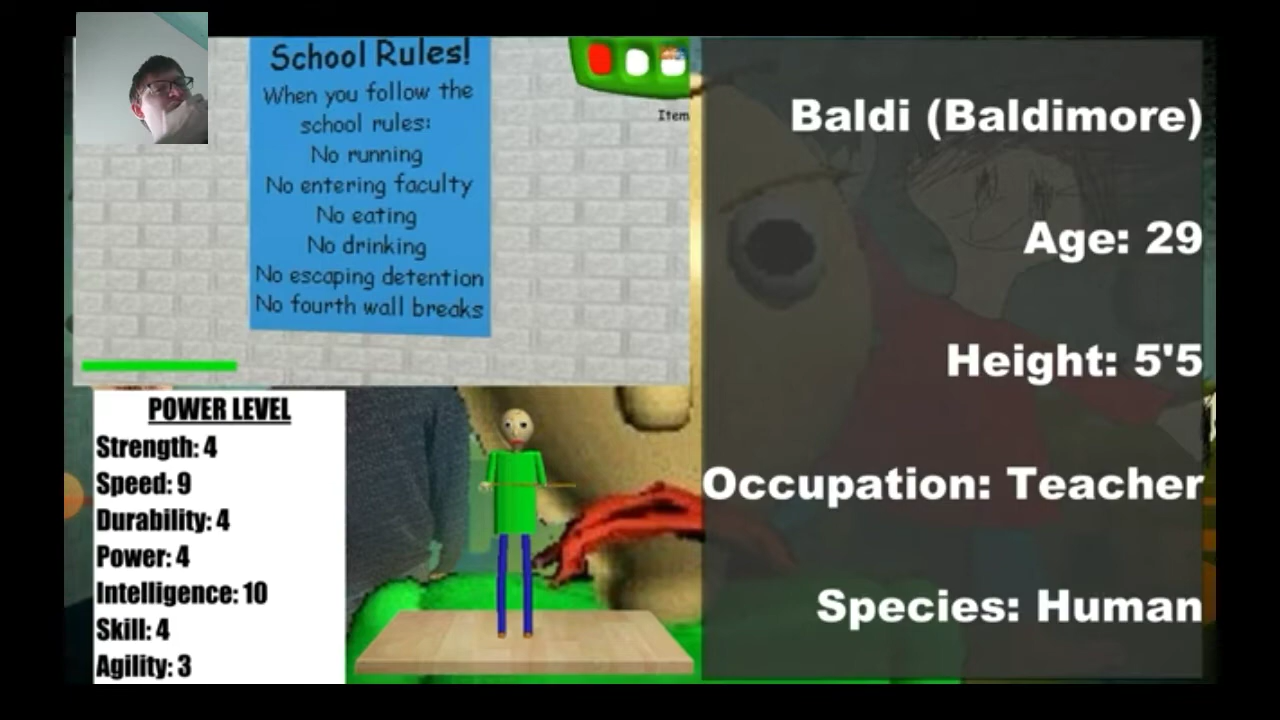 School Rules!
When you follow the
school rules:
No running
No entering faculty
No eating
No drinking
No escaping detention
No fourth wall breaks
Item
POWER LEVEL
Strength: 4
Speed: 9
Durability: 4
Power: 4
Intelligence: 10
Skill: 4
Agility: 3
Baldi (Baldimore)
Age: 29
Height: 5'5
Occupation: Teacher
Species: Human